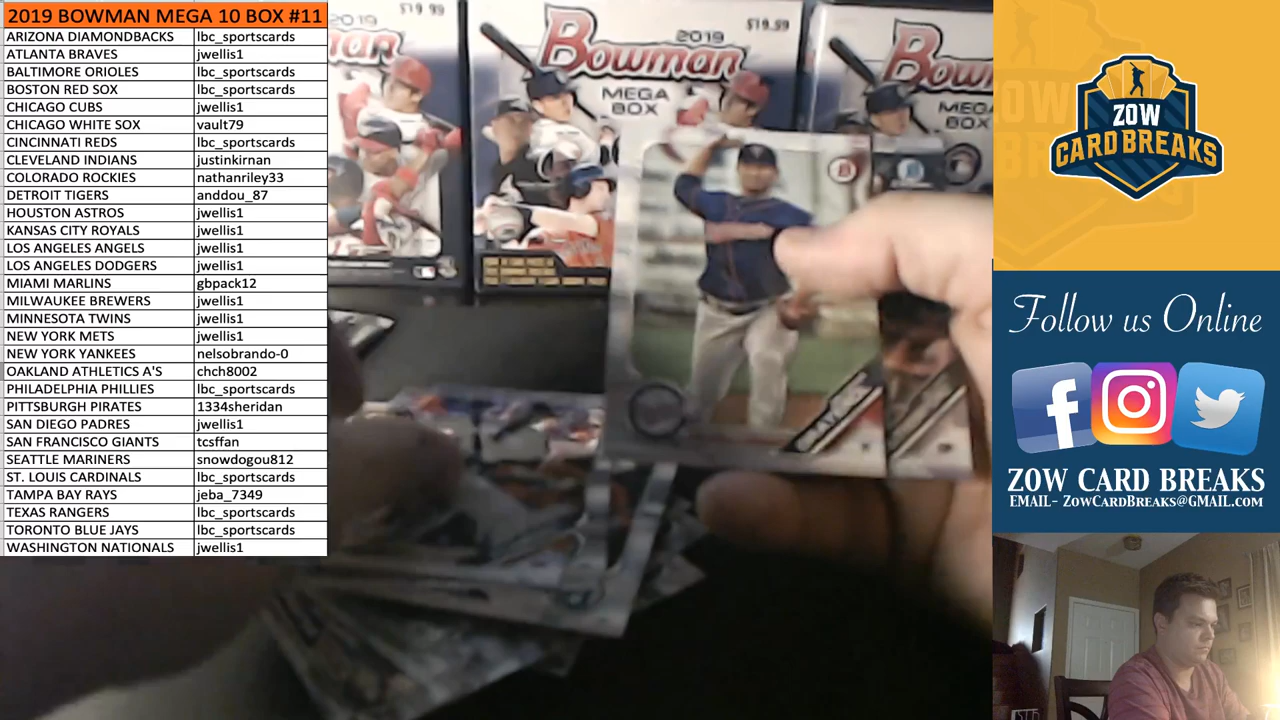 2019 BOWMAN MEGA 10 BOX #11
ARIZONA DIAMONDBACKS lbc_sportscards
ATLANTA BRAVES jwellis1
BALTIMORE ORIOLES lbc_sportscards
BOSTON RED SOX lbc_sportscards
CHICAGO CUBS jwellis1
CHICAGO WHITE SOX vault79
CINCINNATI REDS lbc_sportscards
CLEVELAND INDIANS justinkirnan
COLORADO ROCKIES nathanriley33
DETROIT TIGERS anddou_87
HOUSTON ASTROS jwellis1
KANSAS CITY ROYALS jwellis1
LOS ANGELES ANGELS jwellis1
LOS ANGELES DODGERS jwellis1
MIAMI MARLINS gbpack12
MILWAUKEE BREWERS jwellis1
MINNESOTA TWINS jwellis1
NEW YORK METS jwellis1
NEW YORK YANKEES nelsobrando-0
OAKLAND ATHLETICS A'S chch8002
PHILADELPHIA PHILLIES lbc_sportscards
PITTSBURGH PIRATES 1334sheridan
SAN DIEGO PADRES jwellis1
SAN FRANCISCO GIANTS tcsffan
SEATTLE MARINERS snowdogou812
ST. LOUIS CARDINALS lbc_sportscards
TAMPA BAY RAYS jeba_7349
TEXAS RANGERS lbc_sportscards
TORONTO BLUE JAYS lbc_sportscards
WASHINGTON NATIONALS jwellis1
$19.99
2019
man
2019
$19.99
Bowman
MEGA
BOX
Bow
MEGA
BOX
ZOW
CARD BREAKS
Follow us Online
ZOW CARD BREAKS
EMAIL- ZowCardBreaks@GMAIL.com